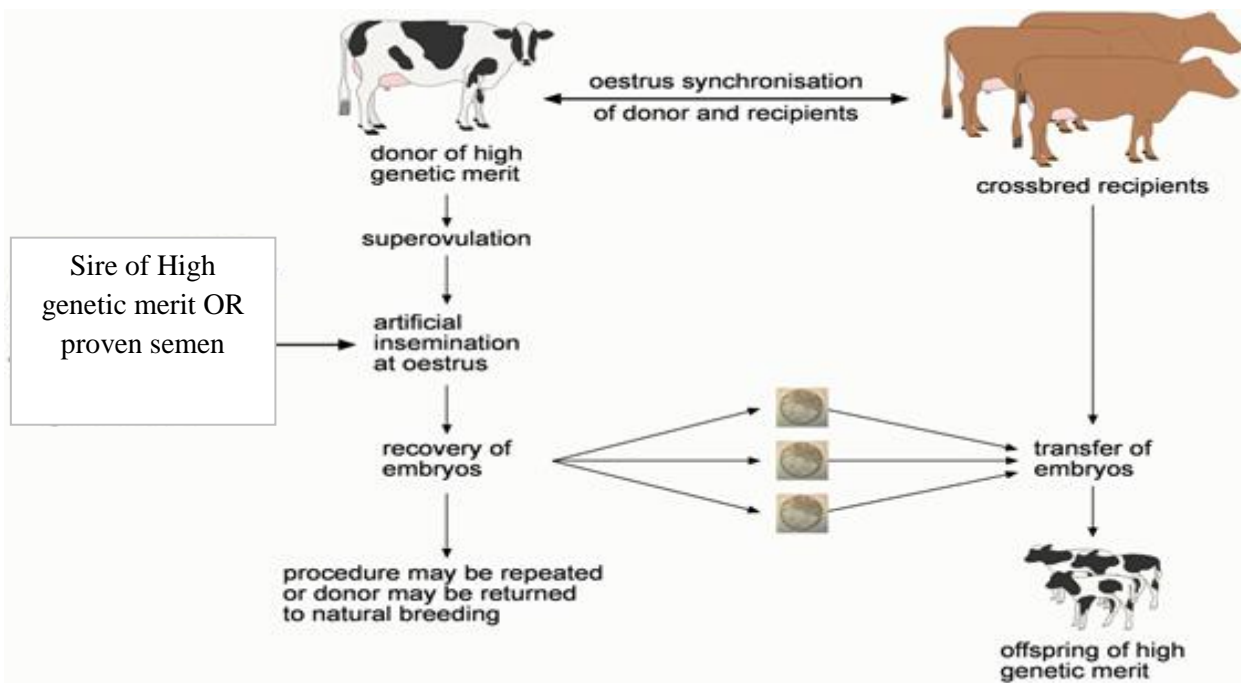 oestrus synchronisation
of donor and recipients
donor of high
genetic merit
crossbred recipients
superovulation
Sire of High
genetic merit OR
proven semen
artificial
insemination
at oestrus
recovery of
embryos
transfer of
embryos
procedure may be repeated
or donor may be returned
to natural breeding
offspring of high
genetic merit